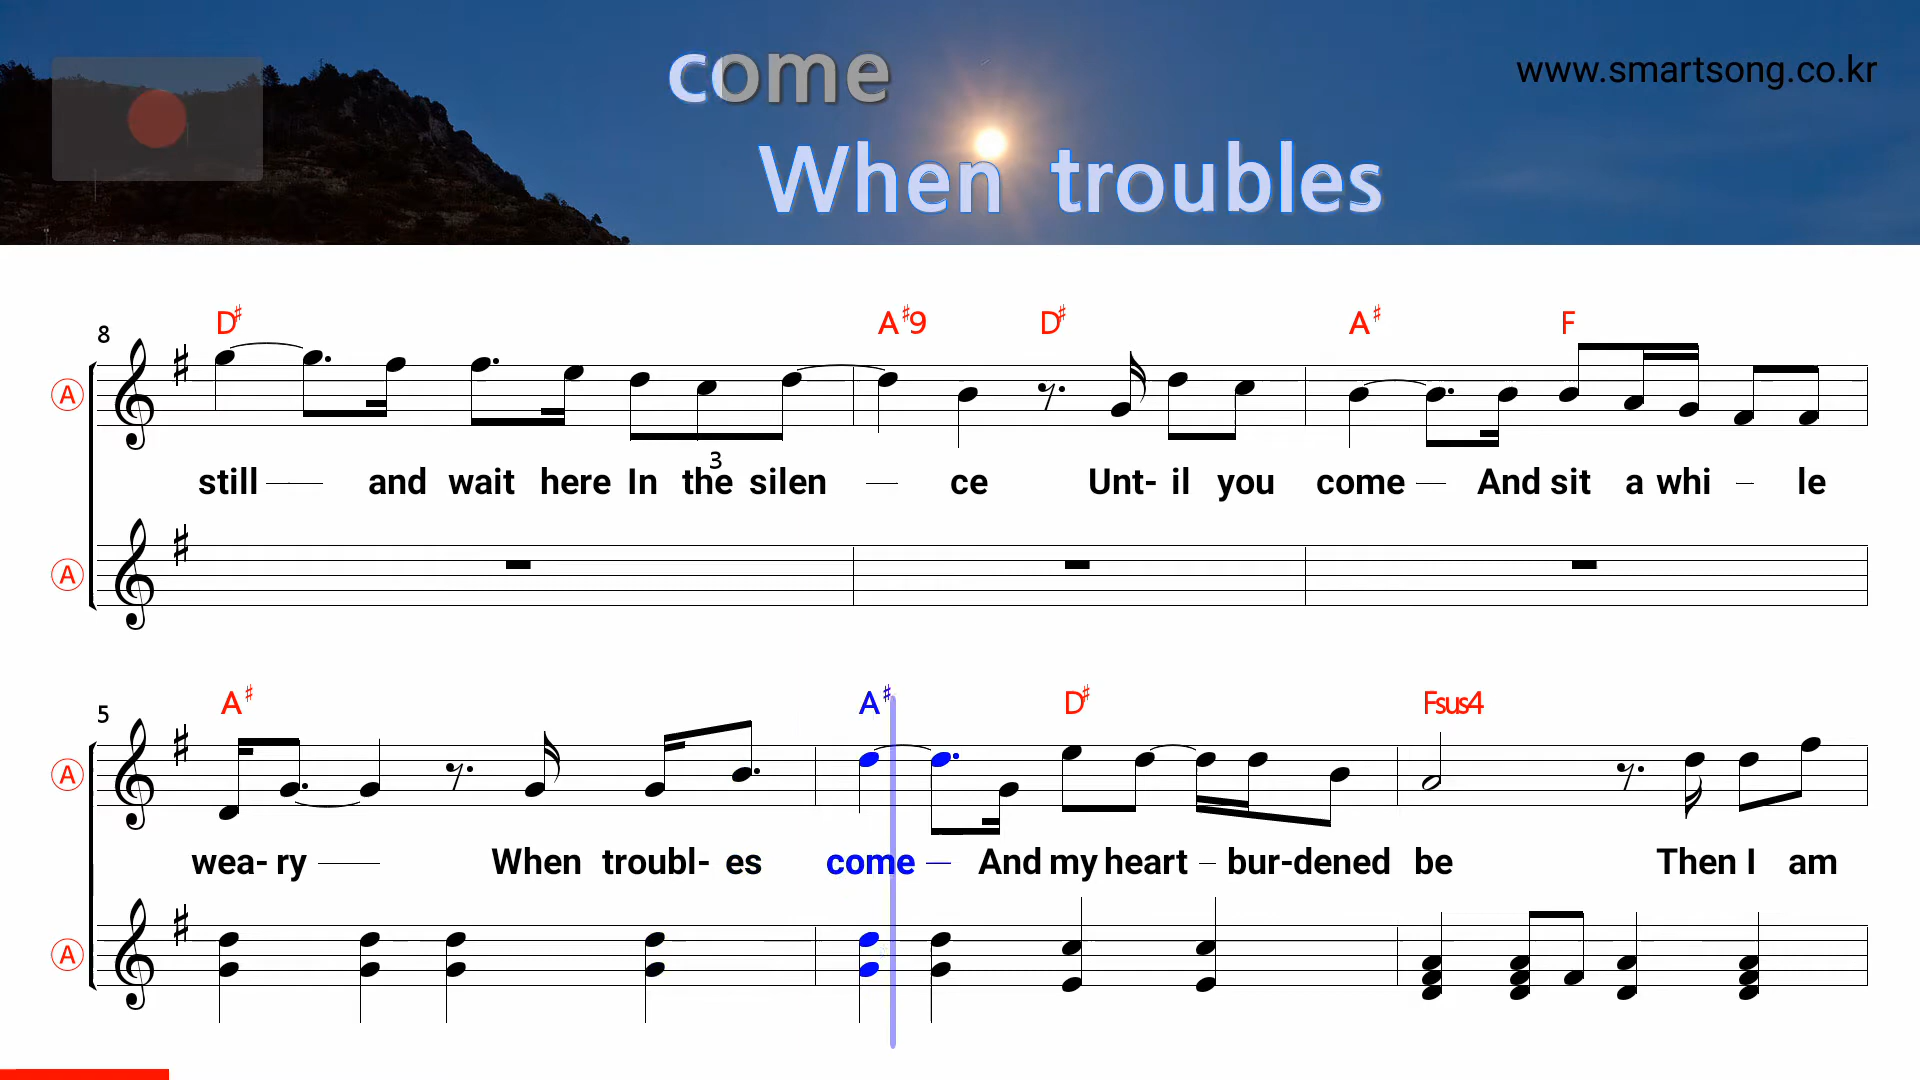 come
www.smartsong.co.kr
When troubles
D♯ A♯9 D♯ A♯ F
8
A
3
still and wait here In the silen ce Unt- il you come And sit a whi le
A
A♯ A♯ D♯ Fsus4
5
A
wea- ry When troubl- es come And my heart bur-dened be Then I am
A